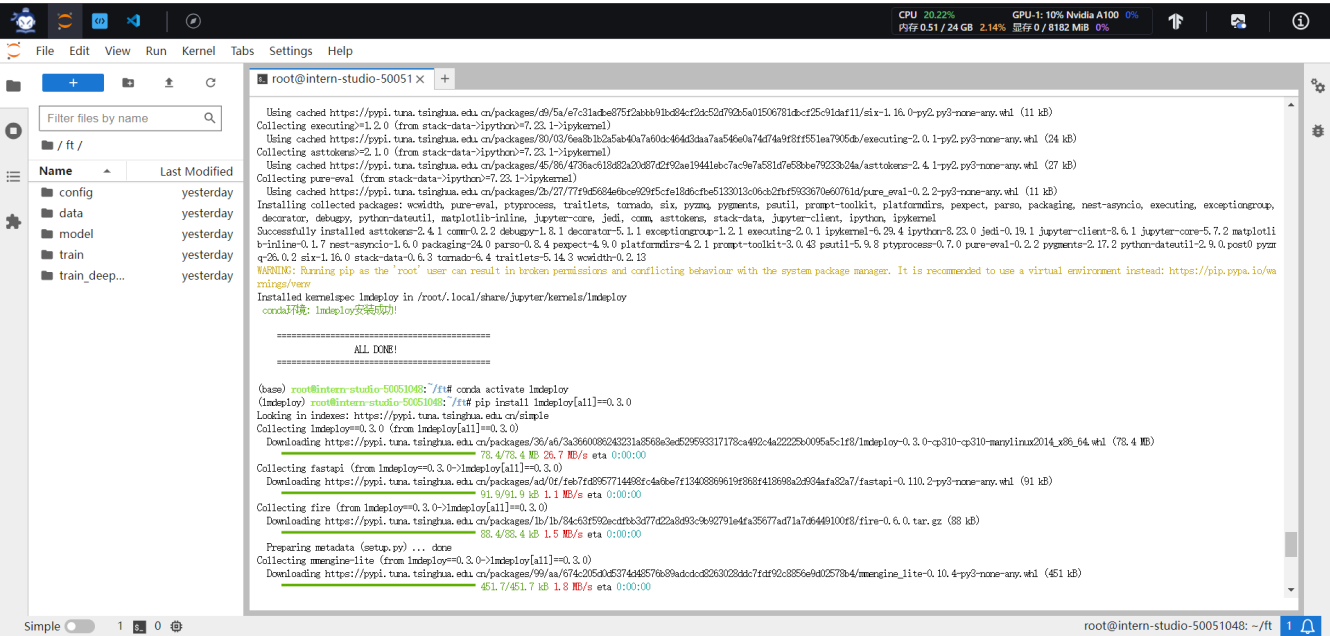 CPU 20.22%
GPU-1: 10% Nvidia A100 0%
内存 0.51 / 24 GB 2.14%
显存 0 / 8192 MiB 0%
File Edit View Run Kernel Tabs Settings Help
root@intern-studio-50051
Filter files by name
/ ft /
Name
Last Modified
config yesterday
data yesterday
model yesterday
train yesterday
train_deep... yesterday
Using cached https://pypi.tuna.tsinghua.edu.cn/packages/d9/5a/e7c31adbe875f2abbb91bd84cf2dc52d792b5a01506781dbcf25c91daf11/six-1.16.0-py2.py3-none-any.whl (11 kB)
Collecting executing>=1.2.0 (from stack-data->ipython>=7.23.1->ipykernel)
Using cached https://pypi.tuna.tsinghua.edu.cn/packages/80/03/6ea8b1b2a5ab40a7a60dc464d3daa7aa546e0a74d74a9f8ff551ea7905db/executing-2.0.1-py2.py3-none-any.whl (24 kB)
Collecting asttokens>=2.1.0 (from stack-data->ipython>=7.23.1->ipykernel)
Using cached https://pypi.tuna.tsinghua.edu.cn/packages/45/86/4736ac618d82a20d87d2f92ae19441ebc7ac9e7a581d7e58bbe79233b24a/asttokens-2.4.1-py2.py3-none-any.whl (27 kB)
Collecting pure-eval (from stack-data->ipython>=7.23.1->ipykernel)
Using cached https://pypi.tuna.tsinghua.edu.cn/packages/2b/27/77f9d5684e6bce929f5cfe18d6cfbe5133013c06cb2fbf5933670e60761d/pure_eval-0.2.2-py3-none-any.whl (11 kB)
Installing collected packages: wcwidth, pure-eval, ptyprocess, traitlets, tornado, six, pyzmq, pygments, psutil, prompt-toolkit, platformdirs, pexpect, parso, packaging, nest-asyncio, executing, exceptiongroup,
decorator, debugpy, python-dateutil, matplotlib-inline, jupyter-core, jedi, comm, asttokens, stack-data, jupyter-client, ipython, ipykernel
Successfully installed asttokens-2.4.1 comm-0.2.2 debugpy-1.8.1 decorator-5.1.1 exceptiongroup-1.2.1 executing-2.0.1 ipykernel-6.29.4 ipython-8.23.0 jedi-0.19.1 jupyter-client-8.6.1 jupyter-core-5.7.2 matplotli
b-inline-0.1.7 nest-asyncio-1.6.0 packaging-24.0 parso-0.8.4 pexpect-4.9.0 platformdirs-4.2.1 prompt-toolkit-3.0.43 psutil-5.9.8 ptyprocess-0.7.0 pure-eval-0.2.2 pygments-2.17.2 python-dateutil-2.9.0.post0 pyzm
q-26.0.2 six-1.16.0 stack-data-0.6.3 tornado-6.4 traitlets-5.14.3 wcwidth-0.2.13
WARNING: Running pip as the 'root' user can result in broken permissions and conflicting behaviour with the system package manager. It is recommended to use a virtual environment instead: https://pip.pypa.io/wa
rnings/venv
Installed kernelspec lmdeploy in /root/.local/share/jupyter/kernels/lmdeploy
conda环境: lmdeploy安装成功!
============================================
ALL DONE!
============================================
(base) root@intern-studio-50051048:~/ft# conda activate lmdeploy
(lmdeploy) root@intern-studio-50051048:~/ft# pip install lmdeploy[all]==0.3.0
Looking in indexes: https://pypi.tuna.tsinghua.edu.cn/simple
Collecting lmdeploy==0.3.0 (from lmdeploy[all]==0.3.0)
Downloading https://pypi.tuna.tsinghua.edu.cn/packages/36/a6/3a3660086243231a8568e3ed529593317178ca492c4a22225b0095a5c1f8/lmdeploy-0.3.0-cp310-cp310-manylinux2014_x86_64.whl (78.4 MB)
78.4/78.4 MB 26.7 MB/s eta 0:00:00
Collecting fastapi (from lmdeploy==0.3.0->lmdeploy[all]==0.3.0)
Downloading https://pypi.tuna.tsinghua.edu.cn/packages/ad/0f/feb7fd8957714498fc4a6be7f13408869619f868f418698a2d934afa82a7/fastapi-0.110.2-py3-none-any.whl (91 kB)
91.9/91.9 kB 1.1 MB/s eta 0:00:00
Collecting fire (from lmdeploy==0.3.0->lmdeploy[all]==0.3.0)
Downloading https://pypi.tuna.tsinghua.edu.cn/packages/1b/1b/84c63f592ecdfbb3d77d22a8d93c9b92791e4fa35677ad71a7d6449100f8/fire-0.6.0.tar.gz (88 kB)
88.4/88.4 kB 1.5 MB/s eta 0:00:00
Preparing metadata (setup.py) ... done
Collecting mmengine-lite (from lmdeploy==0.3.0->lmdeploy[all]==0.3.0)
Downloading https://pypi.tuna.tsinghua.edu.cn/packages/99/aa/674c205d0d5374d48576b89adcdcd8263028ddc7fdf92c8856e9d02578b4/mmengine_lite-0.10.4-py3-none-any.whl (451 kB)
451.7/451.7 kB 1.8 MB/s eta 0:00:00
Simple 1 0
root@intern-studio-50051048: ~/ft 1